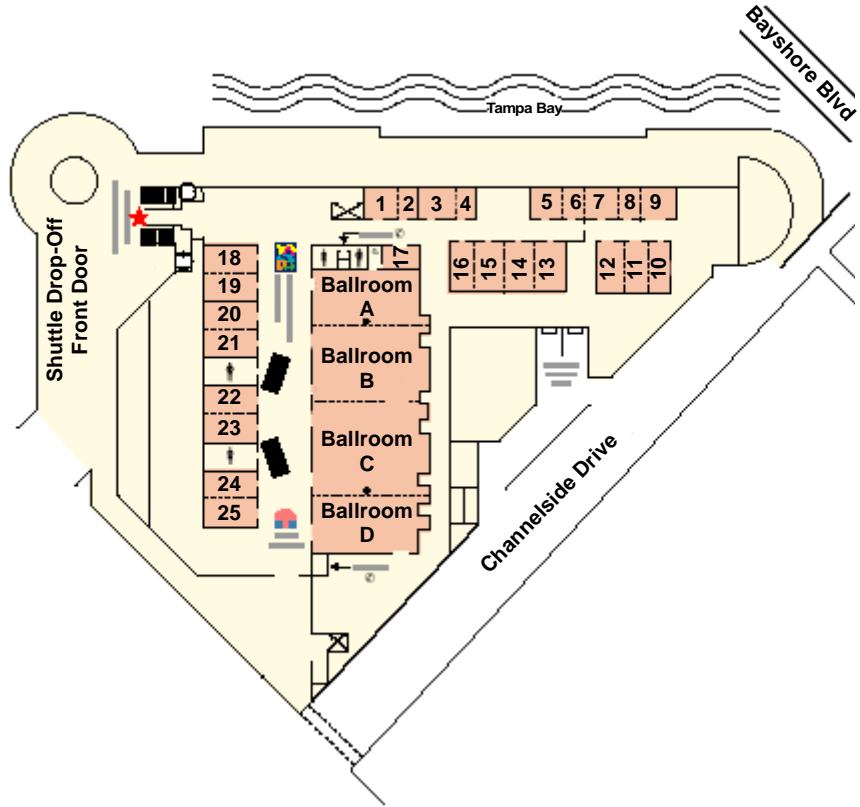 Bayshore Blvd
Tampa Bay
1 2 3 4
5 6 7 8 9
Shuttle Drop-Off
Front Door
17
16 15 14 13
12 11 10
18
19
20
21
22
23
24
25
Ballroom
A
Ballroom
B
Ballroom
C
Ballroom
D
Channelside Drive